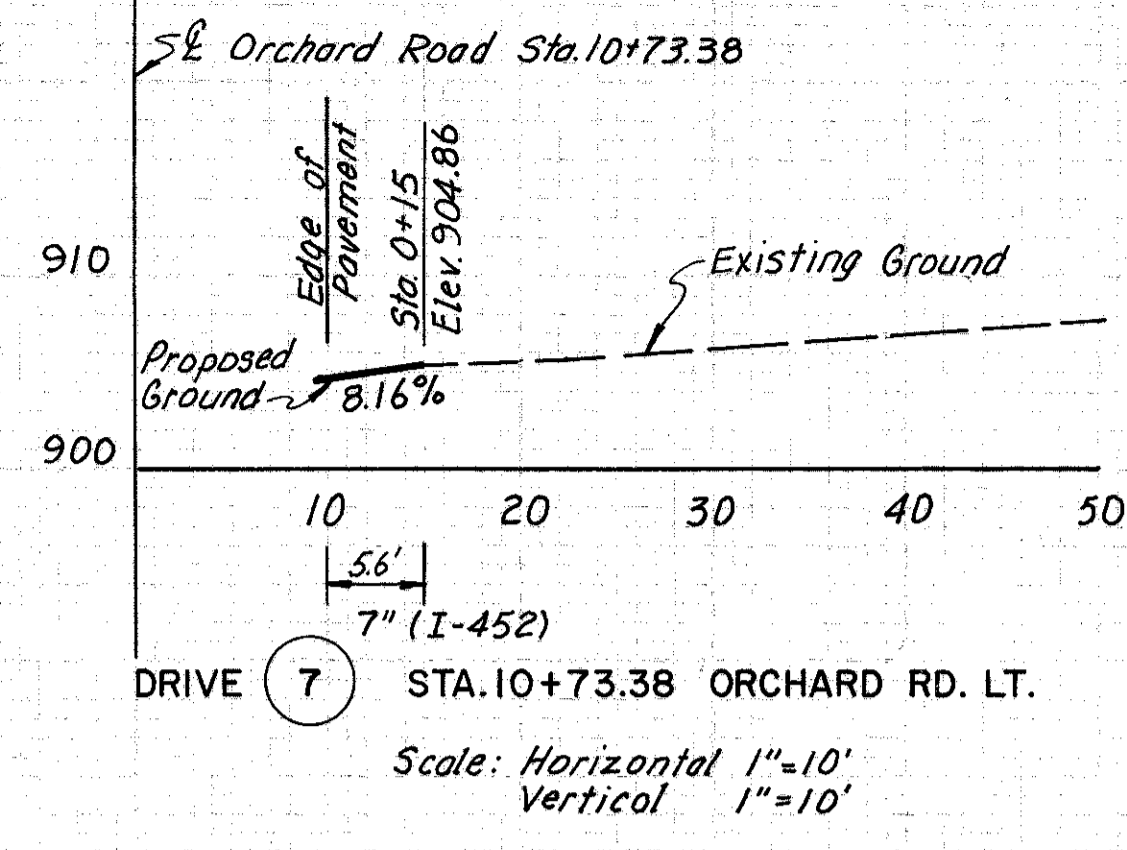 ℄ Orchard Road Sta. 10+73.38
Edge of
Pavement
Sta. 0+15
Elev. 904.86
910
Existing Ground
Proposed
Ground
8.16%
900
10 20 30 40 50
5.6'
7" (I-452)
DRIVE 7 STA. 10+73.38 ORCHARD RD. LT.
Scale: Horizontal 1"=10'
Vertical 1"=10'